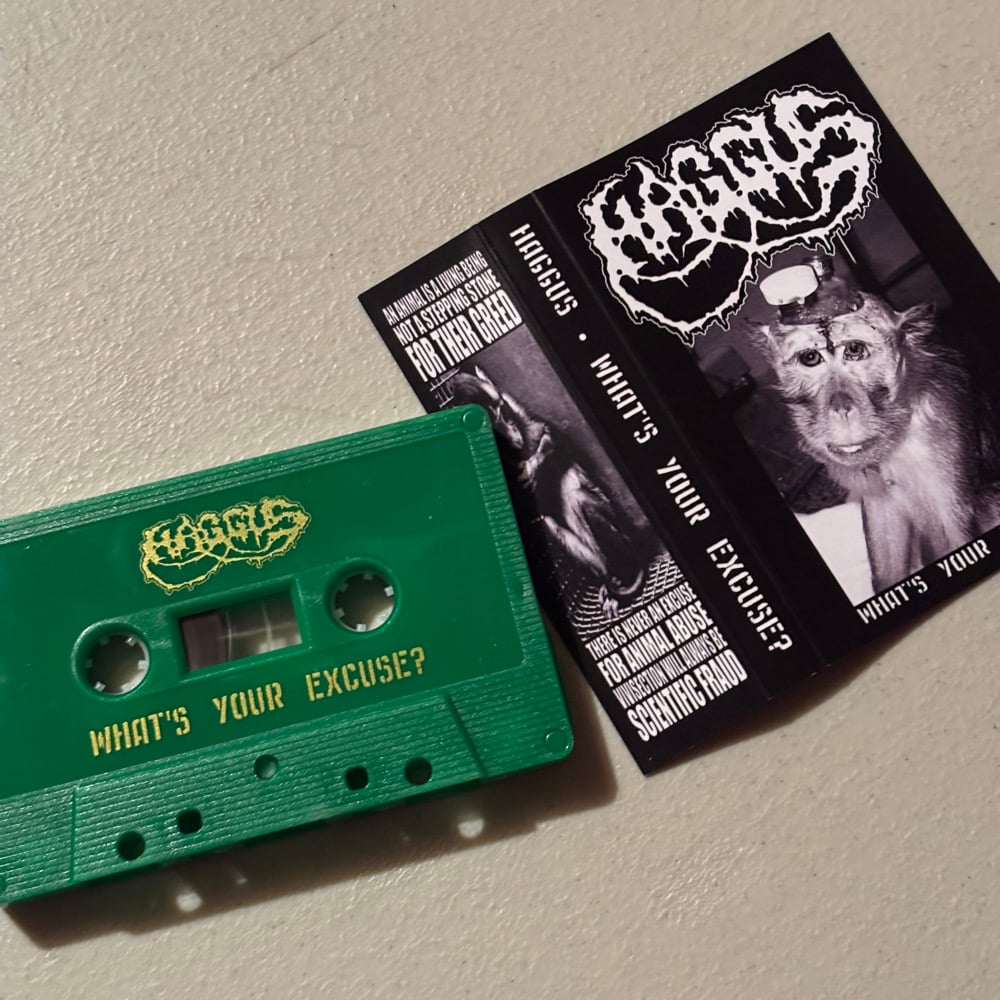 HAGGUS
WHAT'S YOUR EXCUSE?
AN ANIMAL IS A LIVING BEING
NOT A STEPPING STONE
FOR THEIR GREED
THERE IS NEVER AN EXCUSE
FOR ANIMAL ABUSE
VIVISECTION WILL ALWAYS BE
SCIENTIFIC FRAUD
HAGGUS • WHAT'S YOUR EXCUSE?
HAGGUS
WHAT'S YOUR